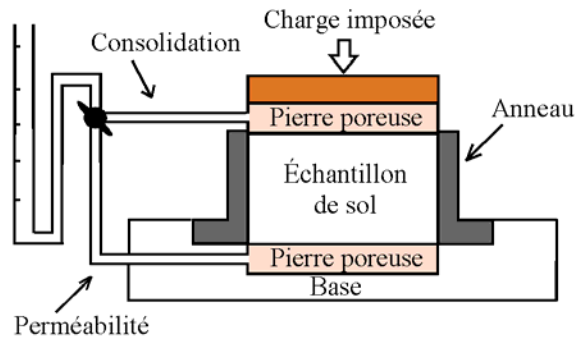 Charge imposée
Consolidation
Pierre poreuse
Anneau
Échantillon
de sol
Pierre poreuse
Base
Perméabilité